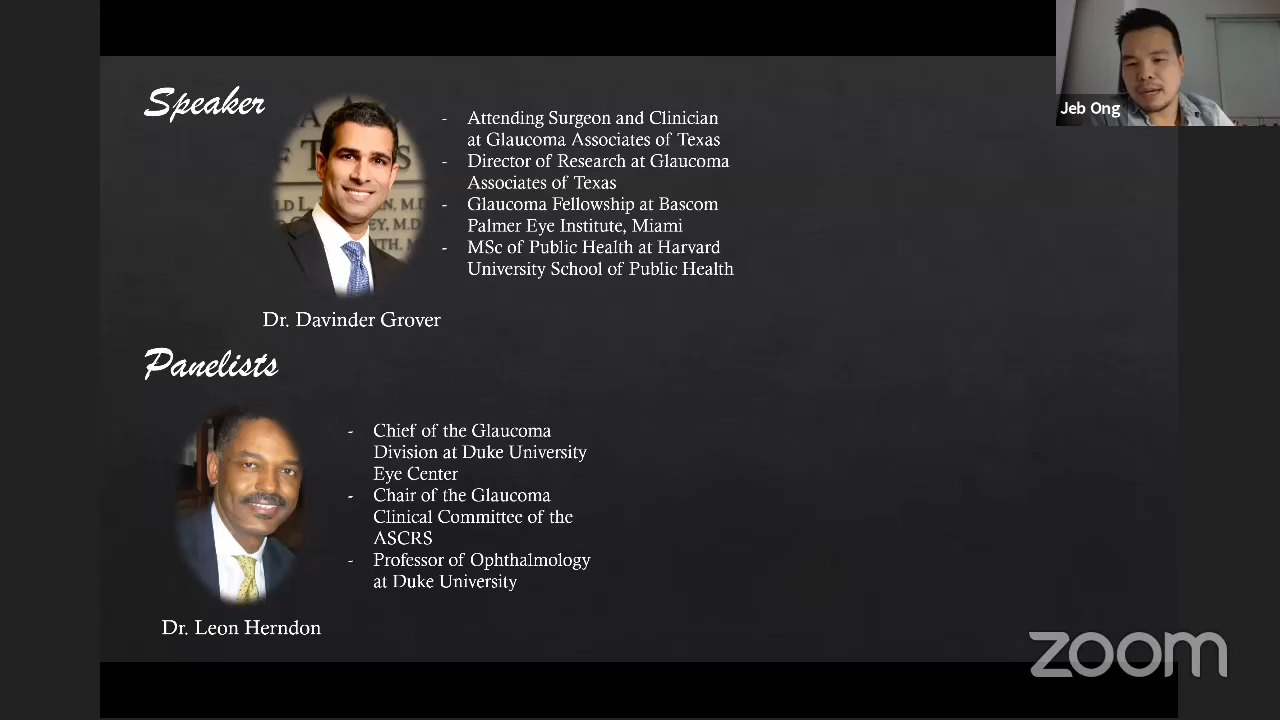 Speaker
- Attending Surgeon and Clinician
at Glaucoma Associates of Texas
- Director of Research at Glaucoma
Associates of Texas
- Glaucoma Fellowship at Bascom
Palmer Eye Institute, Miami
- MSc of Public Health at Harvard
University School of Public Health
Dr. Davinder Grover
Panelists
- Chief of the Glaucoma
Division at Duke University
Eye Center
- Chair of the Glaucoma
Clinical Committee of the
ASCRS
- Professor of Ophthalmology
at Duke University
Dr. Leon Herndon
Jeb Ong
zoom